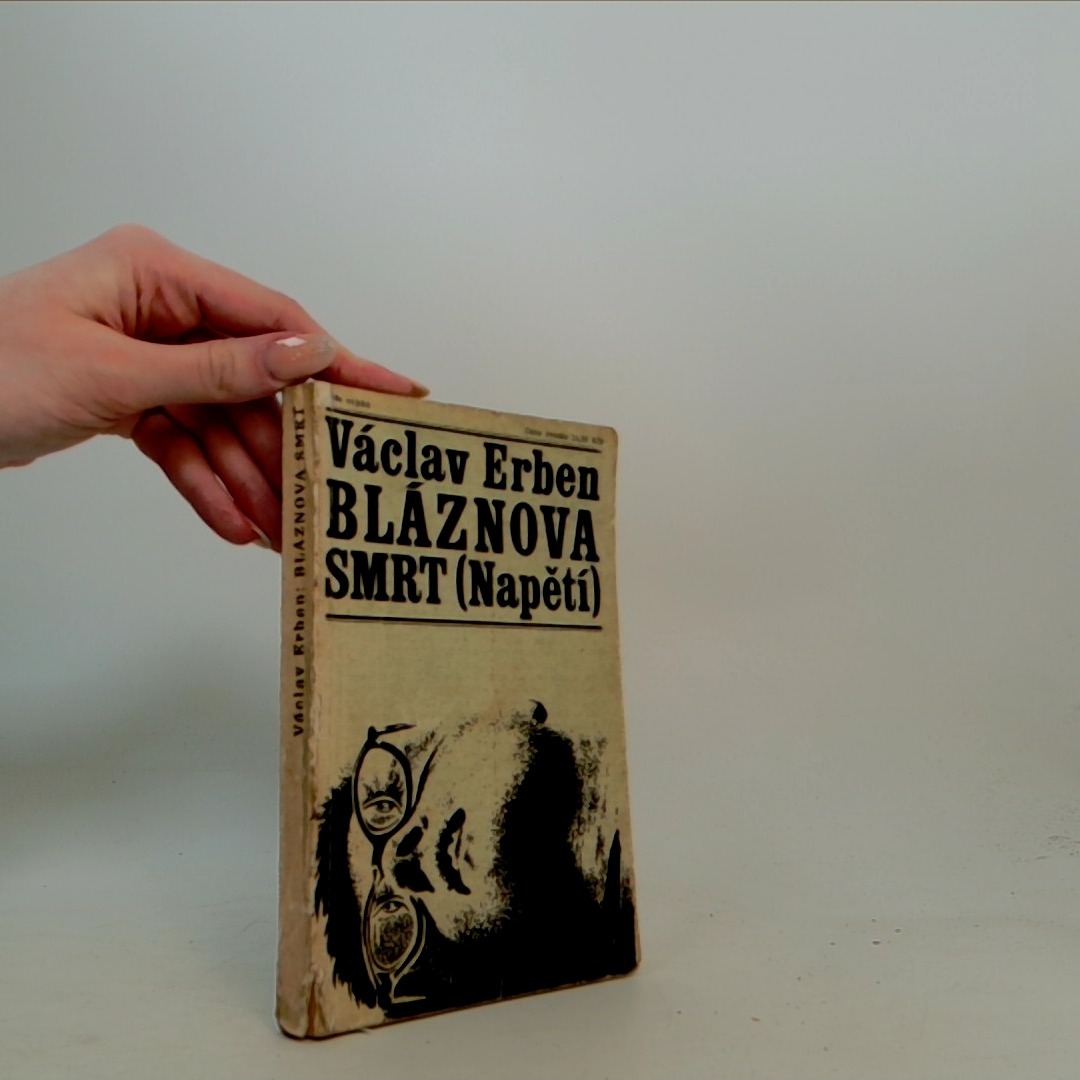 Václav Erben: BLÁZNOVA SMRT
Václav Erben
BLÁZNOVA
SMRT (Napětí)